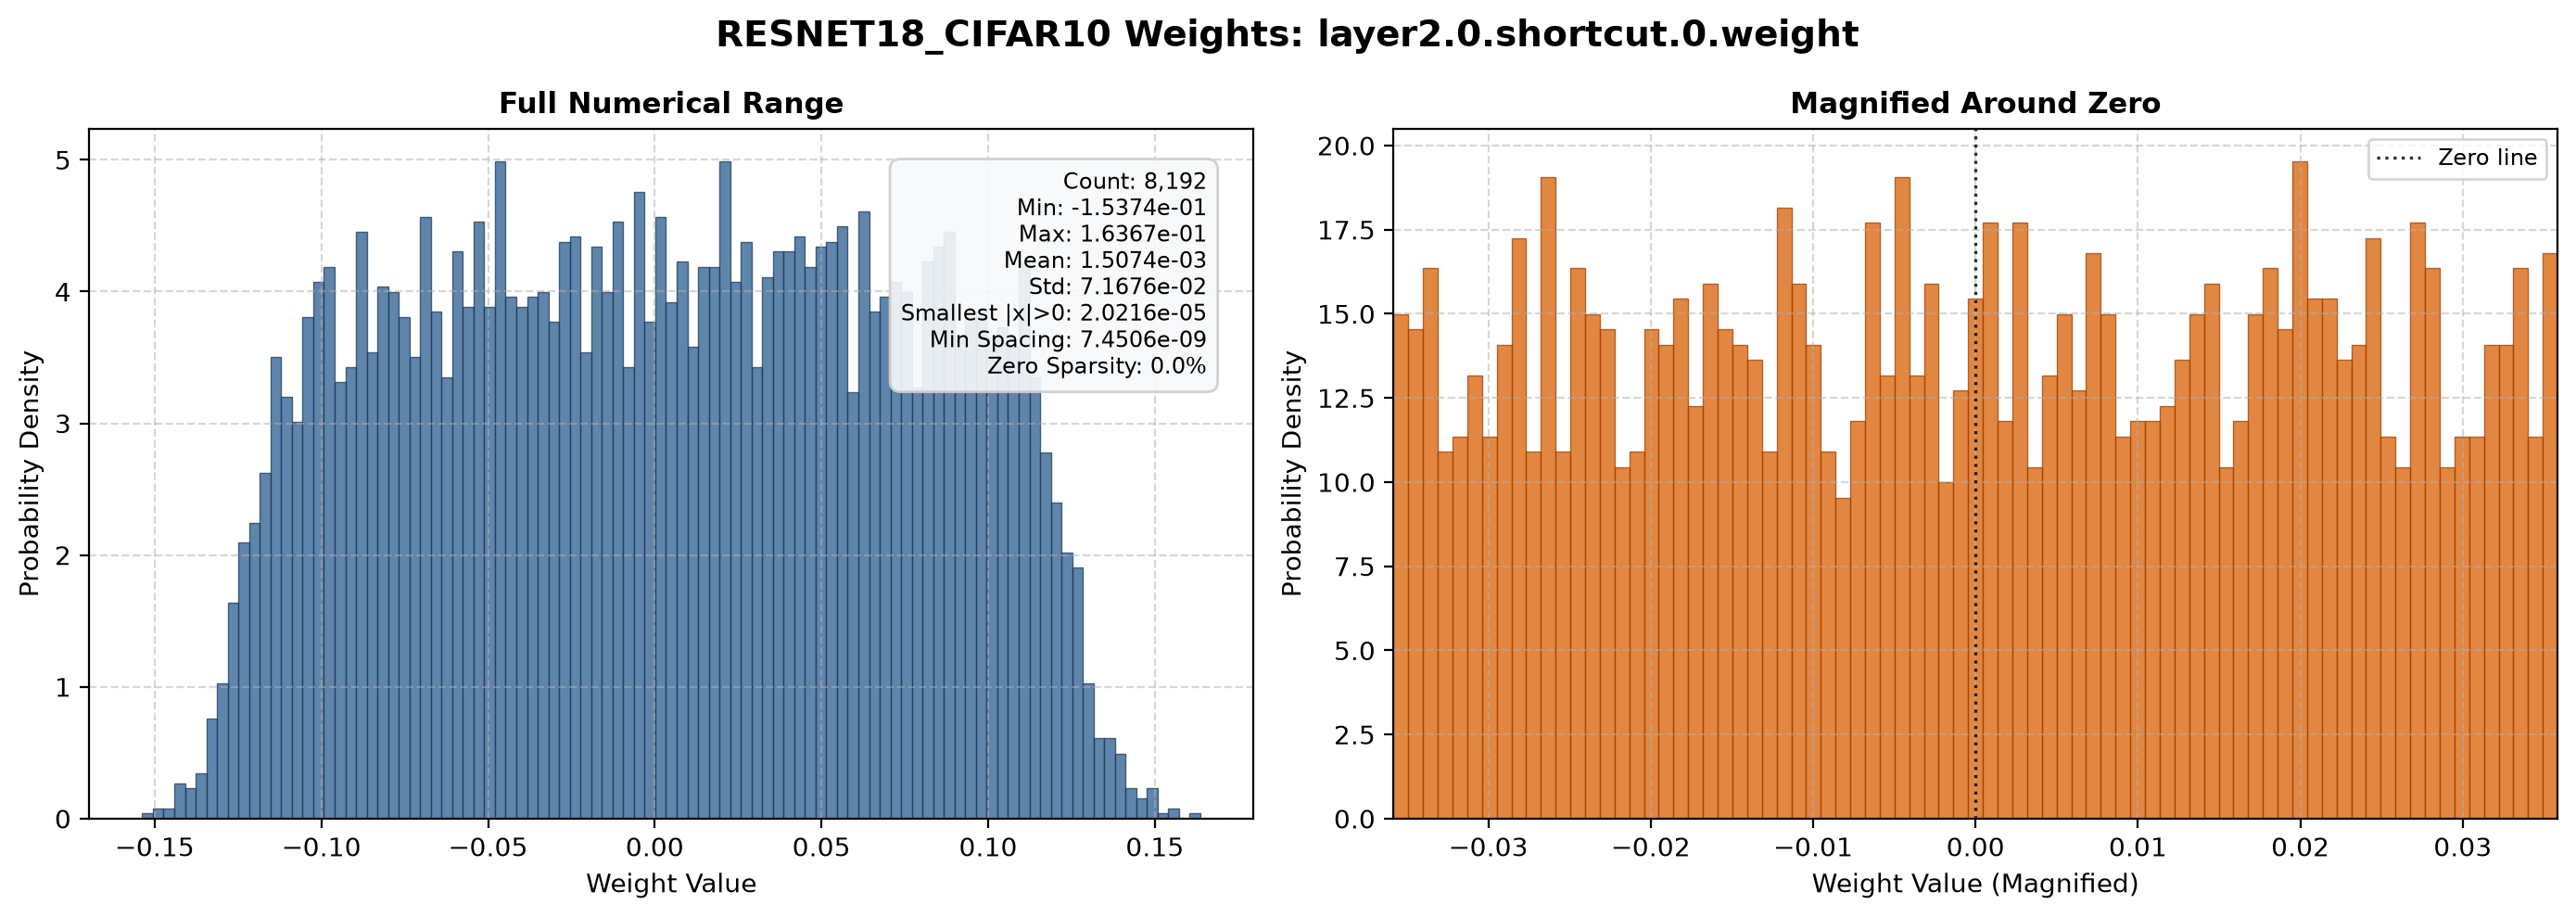 RESNET18_CIFAR10 Weights: layer2.0.shortcut.0.weight
Full Numerical Range
Probability Density
5
4
3
2
1
0
Count: 8,192
Min: -1.5374e-01
Max: 1.6367e-01
Mean: 1.5074e-03
Std: 7.1676e-02
Smallest |x|>0: 2.0216e-05
Min Spacing: 7.4506e-09
Zero Sparsity: 0.0%
−0.15 −0.10 −0.05 0.00 0.05 0.10 0.15
Weight Value
Magnified Around Zero
Probability Density
20.0
17.5
15.0
12.5
10.0
7.5
5.0
2.5
0.0
Zero line
−0.03 −0.02 −0.01 0.00 0.01 0.02 0.03
Weight Value (Magnified)